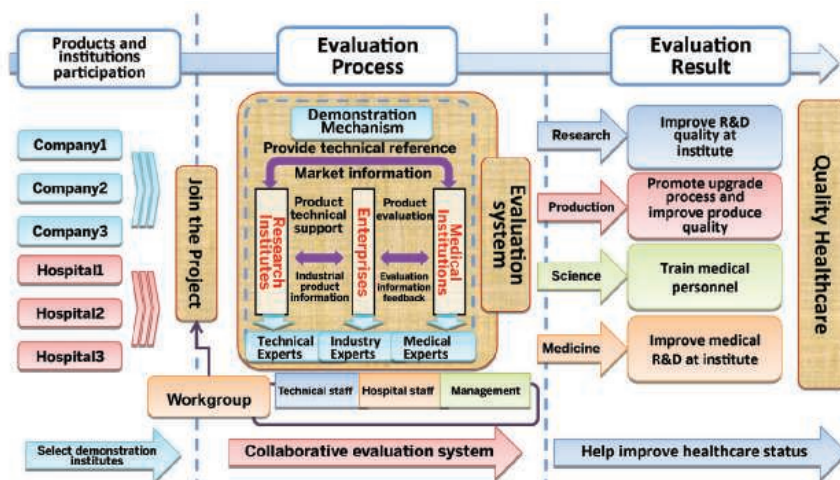 Products and
institutions
participation
Evaluation
Process
Evaluation
Result
Company1
Company2
Company3
Hospital1
Hospital2
Hospital3
Join the Project
Demonstration
Mechanism
Provide technical reference
Market information
Research
Institutes
Product
technical
support
Industrial
product
information
Enterprises
Product
evaluation
Evaluation
information
feedback
Medical
Institutions
Technical
Experts
Industry
Experts
Medical
Experts
Evaluation
system
Workgroup
Technical staff
Hospital staff
Management
Research
Improve R&D
quality at
institute
Production
Promote upgrade
process and
improve produce
quality
Science
Train medical
personnel
Medicine
Improve medical
R&D at institute
Quality Healthcare
Select demonstration
institutes
Collaborative evaluation system
Help improve healthcare status